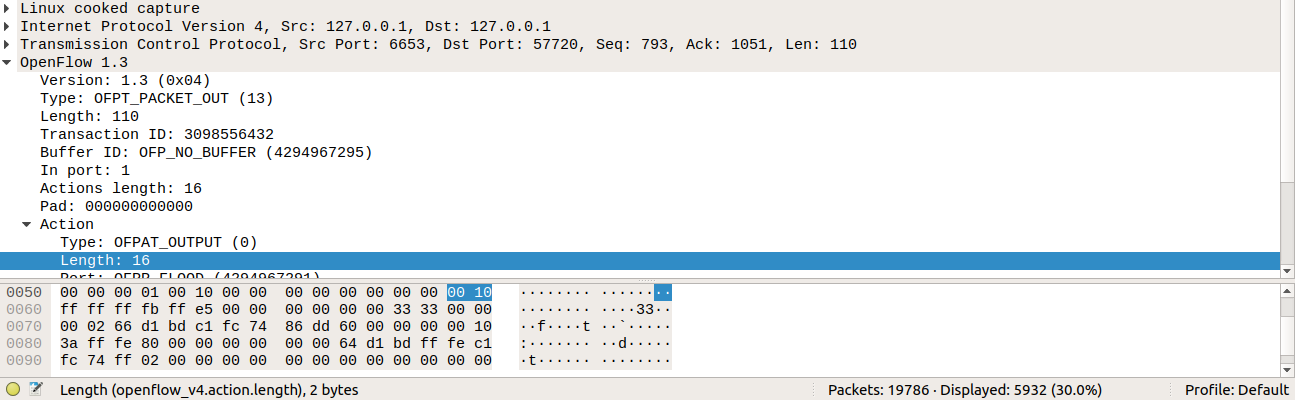 Linux cooked capture
Internet Protocol Version 4, Src: 127.0.0.1, Dst: 127.0.0.1
Transmission Control Protocol, Src Port: 6653, Dst Port: 57720, Seq: 793, Ack: 1051, Len: 110
OpenFlow 1.3
Version: 1.3 (0x04)
Type: OFPT_PACKET_OUT (13)
Length: 110
Transaction ID: 3098556432
Buffer ID: OFP_NO_BUFFER (4294967295)
In port: 1
Actions length: 16
Pad: 000000000000
Action
Type: OFPAT_OUTPUT (0)
Length: 16
Port: OFPP_FLOOD (4294967291)
0050 00 00 00 01 00 10 00 00 00 00 00 00 00 00 00 10 ········ ········
0060 ff ff ff fb ff e5 00 00 00 00 00 00 33 33 00 00 ········ ····33··
0070 00 02 66 d1 bd c1 fc 74 86 dd 60 00 00 00 00 10 ··f····t ··`·····
0080 3a ff fe 80 00 00 00 00 00 00 64 d1 bd ff fe c1 :······· ··d·····
0090 fc 74 ff 02 00 00 00 00 00 00 00 00 00 00 00 00 ·t······ ········
Length (openflow_v4.action.length), 2 bytes Packets: 19786 · Displayed: 5932 (30.0%) Profile: Default